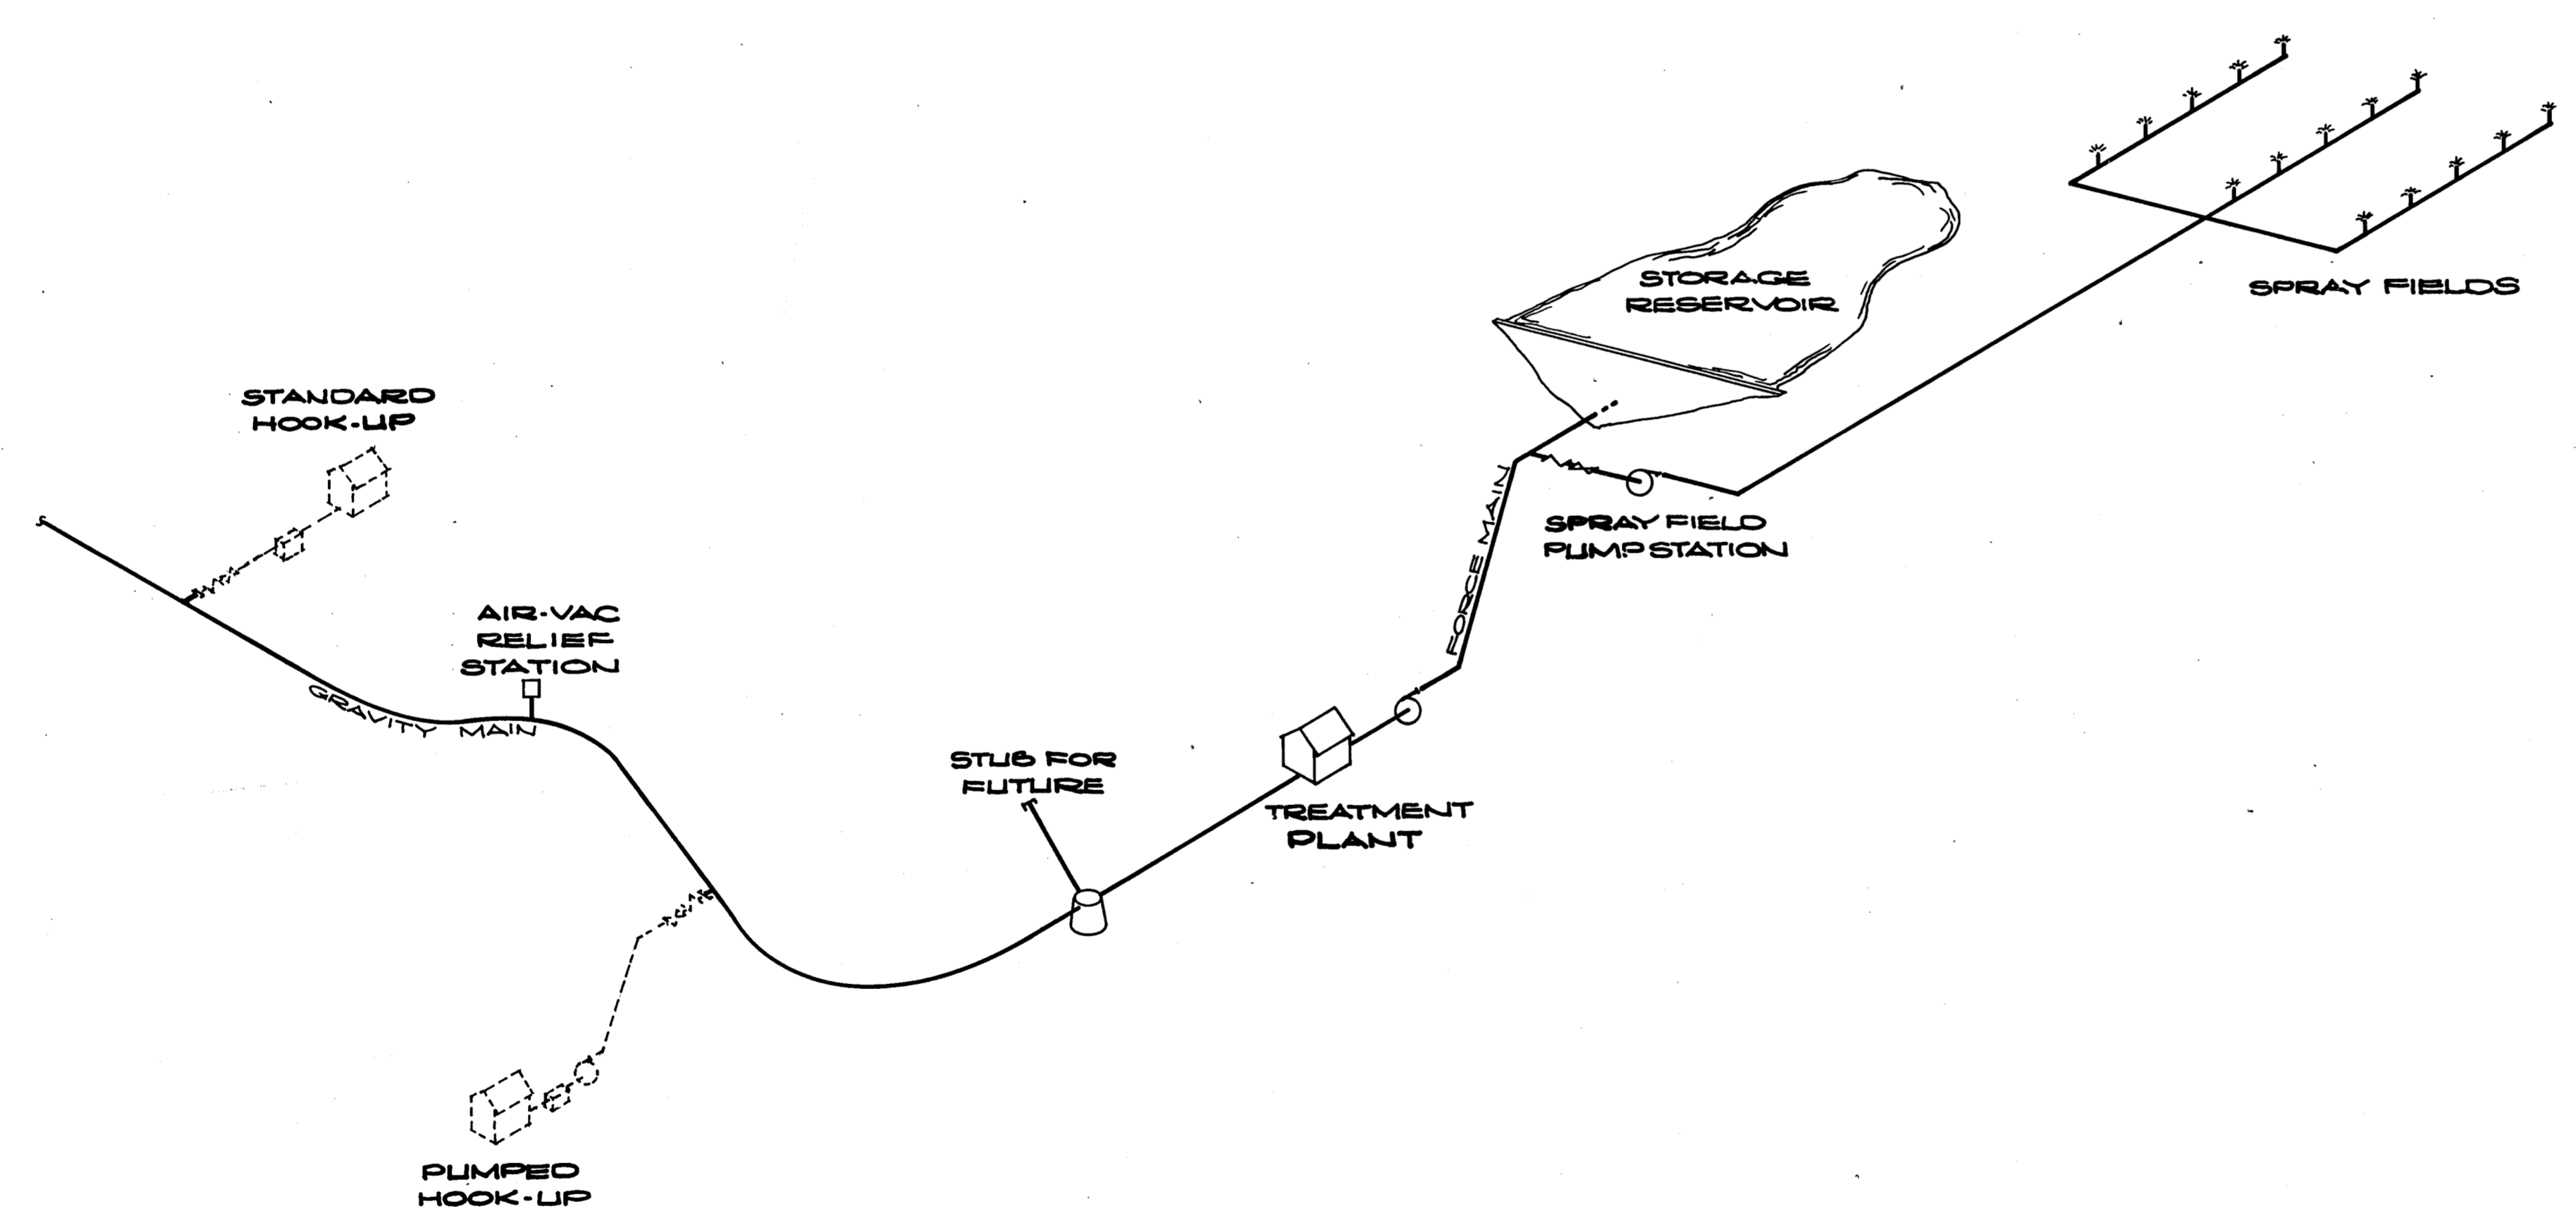 STORAGE
RESERVOIR
SPRAY FIELDS
STANDARD
HOOK-UP
SPRAY FIELD
PUMP STATION
FORCE MAIN
AIR-VAC
RELIEF
STATION
GRAVITY MAIN
STUB FOR
FUTURE
TREATMENT
PLANT
PUMPED
HOOK-UP